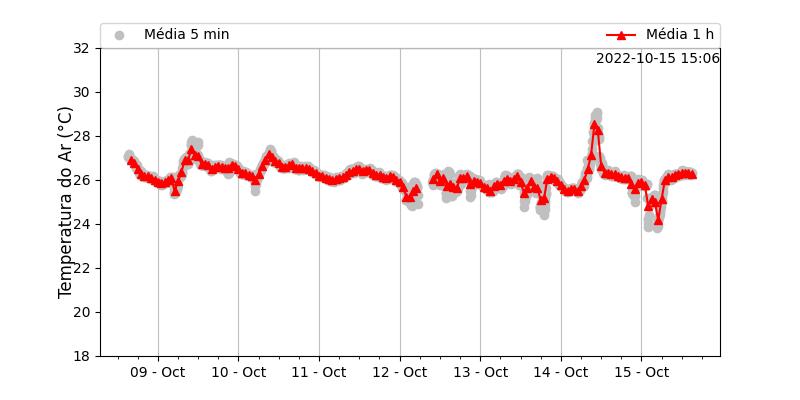 Média 5 min
Média 1 h
2022-10-15 15:06
Temperatura do Ar (°C)
32
30
28
26
24
22
20
18
09 - Oct
10 - Oct
11 - Oct
12 - Oct
13 - Oct
14 - Oct
15 - Oct